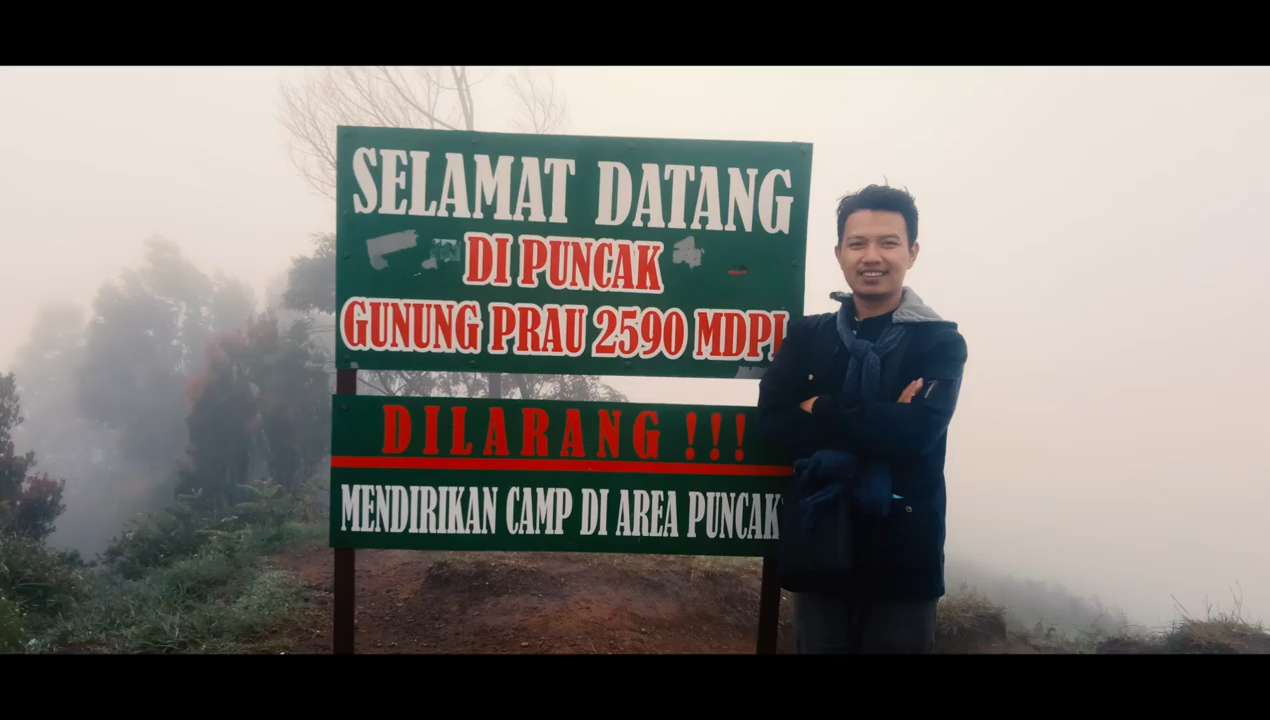 SELAMAT DATANG
DI PUNCAK
GUNUNG PRAU 2590 MDPL
DILARANG !!!
MENDIRIKAN CAMP DI AREA PUNCAK